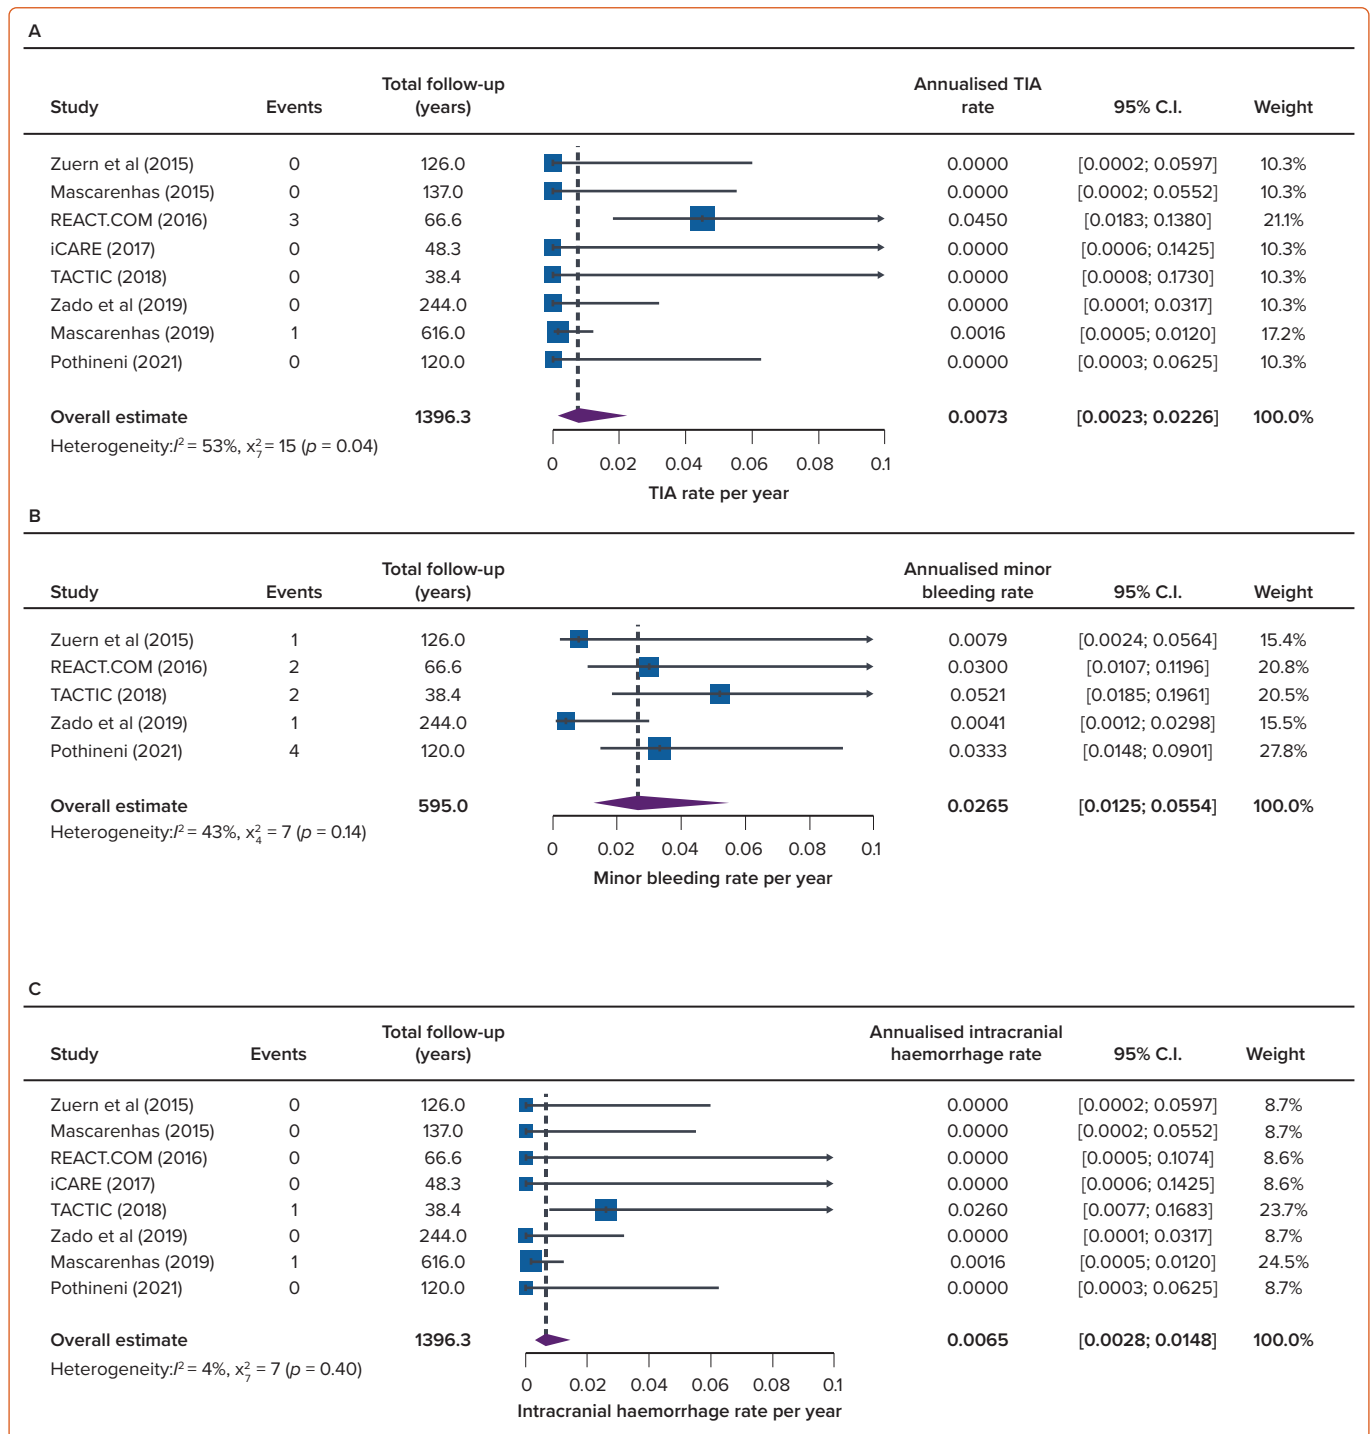 A
Study Events Total follow-up (years) Annualised TIA rate 95% C.I. Weight
Zuern et al (2015) 0 126.0 0.0000 [0.0002; 0.0597] 10.3%
Mascarenhas (2015) 0 137.0 0.0000 [0.0002; 0.0552] 10.3%
REACT.COM (2016) 3 66.6 0.0450 [0.0183; 0.1380] 21.1%
iCARE (2017) 0 48.3 0.0000 [0.0006; 0.1425] 10.3%
TACTIC (2018) 0 38.4 0.0000 [0.0008; 0.1730] 10.3%
Zado et al (2019) 0 244.0 0.0000 [0.0001; 0.0317] 10.3%
Mascarenhas (2019) 1 616.0 0.0016 [0.0005; 0.0120] 17.2%
Pothineni (2021) 0 120.0 0.0000 [0.0003; 0.0625] 10.3%
Overall estimate 1396.3 0.0073 [0.0023; 0.0226] 100.0%
Heterogeneity:I² = 53%, x²₇ = 15 (p = 0.04)
0 0.02 0.04 0.06 0.08 0.1
TIA rate per year
B
Study Events Total follow-up (years) Annualised minor bleeding rate 95% C.I. Weight
Zuern et al (2015) 1 126.0 0.0079 [0.0024; 0.0564] 15.4%
REACT.COM (2016) 2 66.6 0.0300 [0.0107; 0.1196] 20.8%
TACTIC (2018) 2 38.4 0.0521 [0.0185; 0.1961] 20.5%
Zado et al (2019) 1 244.0 0.0041 [0.0012; 0.0298] 15.5%
Pothineni (2021) 4 120.0 0.0333 [0.0148; 0.0901] 27.8%
Overall estimate 595.0 0.0265 [0.0125; 0.0554] 100.0%
Heterogeneity:I² = 43%, x²₄ = 7 (p = 0.14)
0 0.02 0.04 0.06 0.08 0.1
Minor bleeding rate per year
C
Study Events Total follow-up (years) Annualised intracranial haemorrhage rate 95% C.I. Weight
Zuern et al (2015) 0 126.0 0.0000 [0.0002; 0.0597] 8.7%
Mascarenhas (2015) 0 137.0 0.0000 [0.0002; 0.0552] 8.7%
REACT.COM (2016) 0 66.6 0.0000 [0.0005; 0.1074] 8.6%
iCARE (2017) 0 48.3 0.0000 [0.0006; 0.1425] 8.6%
TACTIC (2018) 1 38.4 0.0260 [0.0077; 0.1683] 23.7%
Zado et al (2019) 0 244.0 0.0000 [0.0001; 0.0317] 8.7%
Mascarenhas (2019) 1 616.0 0.0016 [0.0005; 0.0120] 24.5%
Pothineni (2021) 0 120.0 0.0000 [0.0003; 0.0625] 8.7%
Overall estimate 1396.3 0.0065 [0.0028; 0.0148] 100.0%
Heterogeneity:I² = 4%, x²₇ = 7 (p = 0.40)
0 0.02 0.04 0.06 0.08 0.1
Intracranial haemorrhage rate per year